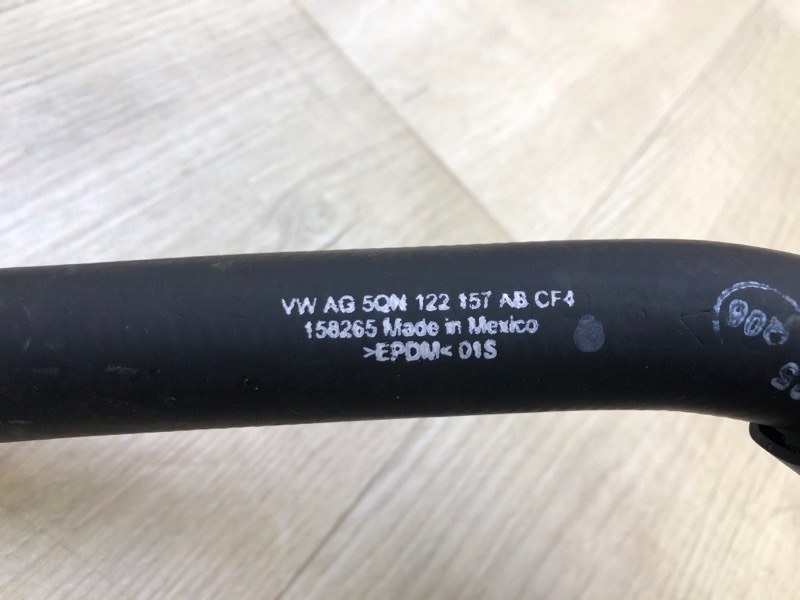 VW AG 5QN 122 157 AB CF4
158265 Made in Mexico
>EPDM< 01S